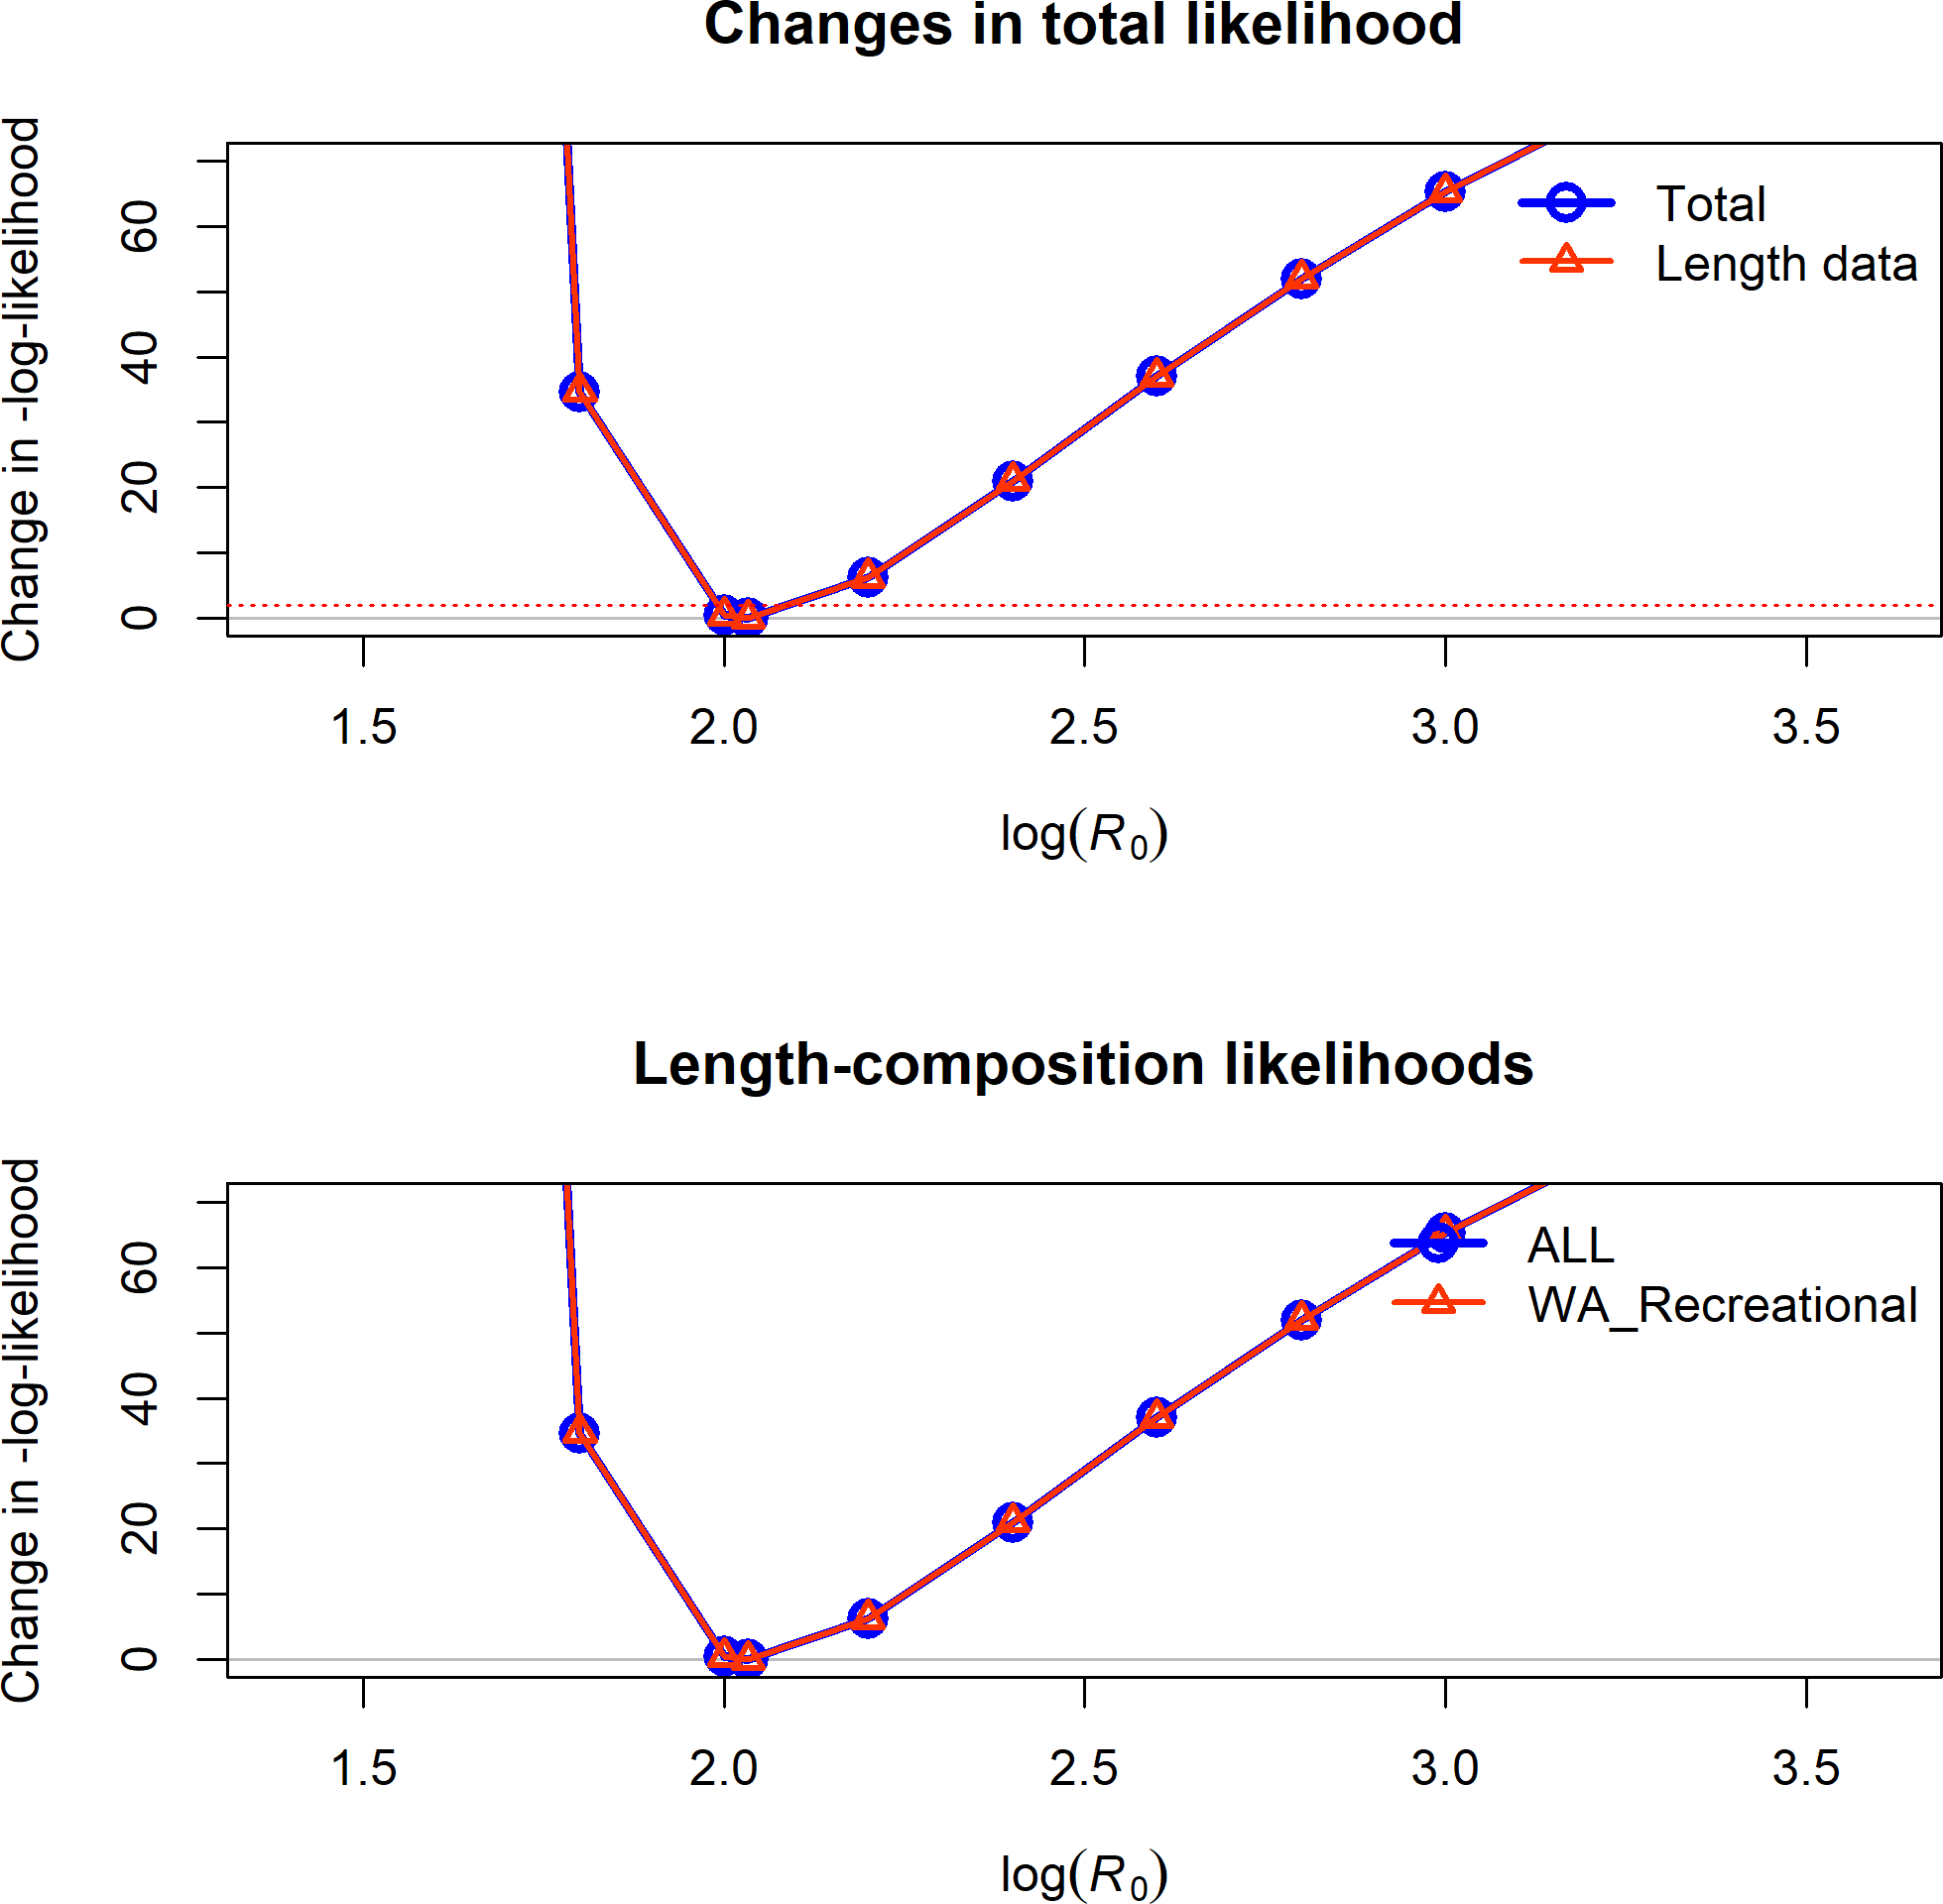 Changes in total likelihood
Change in -log-likelihood
60
40
20
0
Total
Length data
1.5 2.0 2.5 3.0 3.5
log(R0)
Length-composition likelihoods
Change in -log-likelihood
60
40
20
0
ALL
WA_Recreational
1.5 2.0 2.5 3.0 3.5
log(R0)